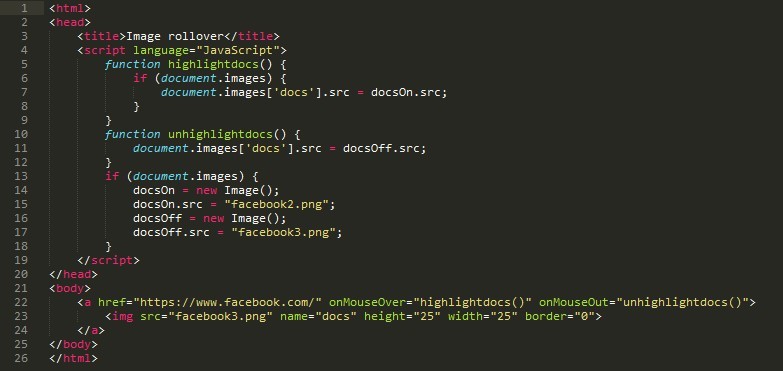 1 <html>
2 <head>
3     <title>Image rollover</title>
4     <script language="JavaScript">
5         function highlightdocs() {
6             if (document.images) {
7                 document.images['docs'].src = docsOn.src;
8             }
9         }
10         function unhighlightdocs() {
11             document.images['docs'].src = docsOff.src;
12         }
13         if (document.images) {
14             docsOn = new Image();
15             docsOn.src = "facebook2.png";
16             docsOff = new Image();
17             docsOff.src = "facebook3.png";
18         }
19     </script>
20 </head>
21 <body>
22     <a href="https://www.facebook.com/" onMouseOver="highlightdocs()" onMouseOut="unhighlightdocs()">
23         <img src="facebook3.png" name="docs" height="25" width="25" border="0">
24     </a>
25 </body>
26 </html>